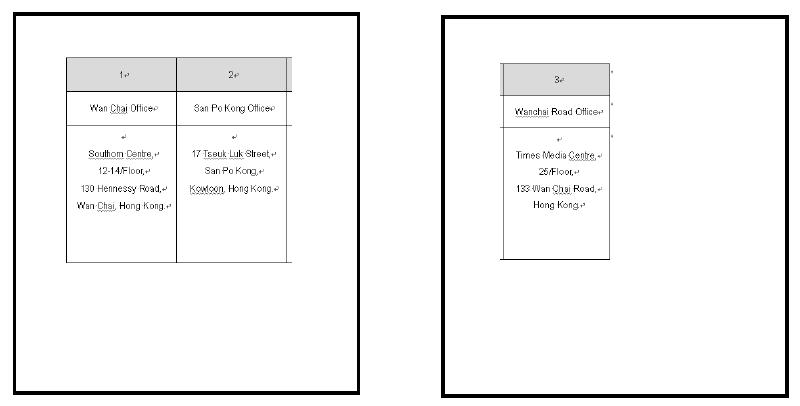 1
2
Wan Chai Office
San Po Kong Office
Southorn Centre,
12-14/Floor,
130 Hennessy Road,
Wan Chai, Hong Kong.
17 Tseuk Luk Street,
San Po Kong,
Kowloon, Hong Kong.
3
Wanchai Road Office
Times Media Centre,
25/Floor,
133 Wan Chai Road,
Hong Kong.